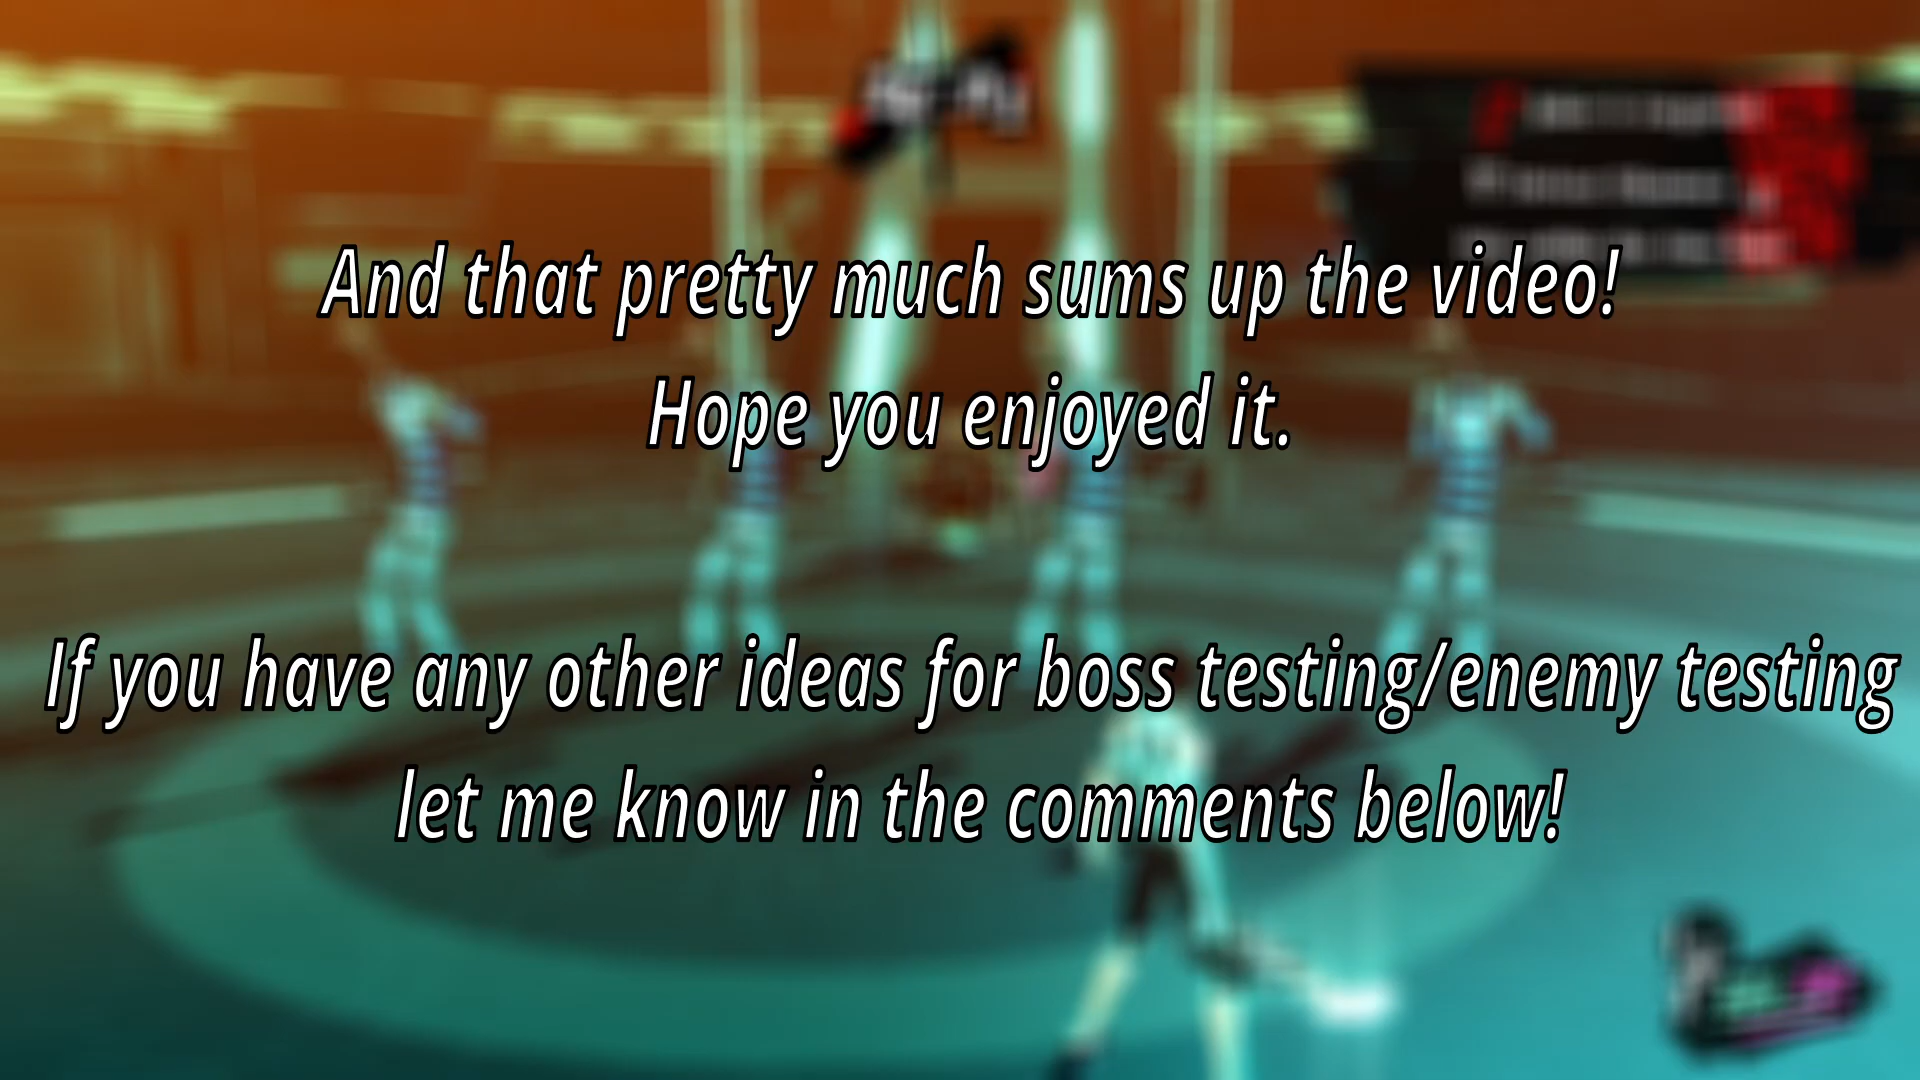 And that pretty much sums up the video!
Hope you enjoyed it.
If you have any other ideas for boss testing/enemy testing
let me know in the comments below!